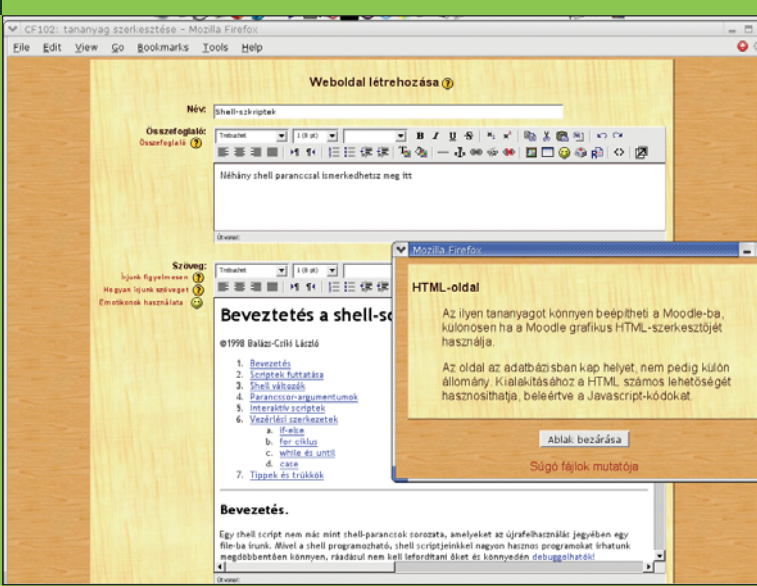 CF102: tananyag szerkesztése - Mozilla Firefox
File Edit View Go Bookmarks Tools Help
Weboldal létrehozása
Név:
Shell-szkriptek
Összefoglaló:
Összefoglaló
Trebuchet 1 (8 pt)
Néhány shell paranccsal ismerkedhetsz meg itt
Útvonal:
Szöveg:
Írjunk figyelmesen
Hogyan írjunk szöveget
Emotikonok használata
Trebuchet 1 (8 pt)
Beveztetés a shell-sc
©1998 Balázs-Csíki László
1. Bevezetés
2. Scriptek futtatása
3. Shell változók
4. Parancssor-argumentumok
5. Interaktív scriptek
6. Vezérlési szerkezetek
a. if-else
b. for ciklus
c. while és until
d. case
7. Tippek és trükkök
Bevezetés.
Egy shell script nem más mint shell-parancsok sorozata, amelyeket az újrafelhasználás jegyében egy
file-ba írunk. Mivel a shell programozható, shell scriptjeinkkel nagyon hasznos programokat írhatunk
megdöbbentően könnyen, ráadásul nem kell lefordítani őket és könnyedén debuggolhatók!
Útvonal:
Mozilla Firefox
HTML-oldal
Az ilyen tananyagot könnyen beépítheti a Moodle-ba,
különösen ha a Moodle grafikus HTML-szerkesztőjét
használja.
Az oldal az adatbázisban kap helyet, nem pedig külön
állomány. Kialakításához a HTML számos lehetőségét
hasznosíthatja, beleértve a Javascript-kódokat.
Ablak bezárása
Súgó fájlok mutatója